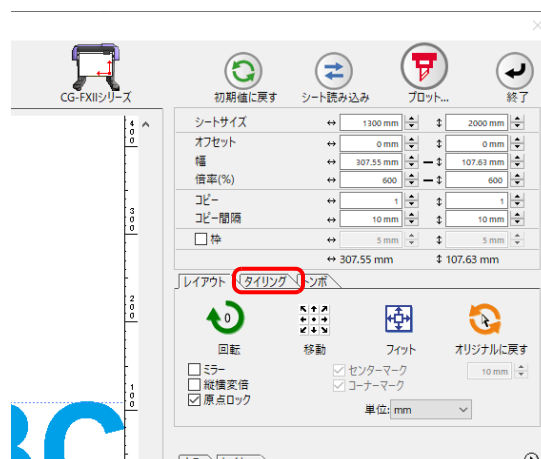 CG-FXIIシリーズ
初期値に戻す シート読み込み プロット... 終了
シートサイズ 1300 mm 2000 mm
オフセット 0 mm 0 mm
幅 307.55 mm 107.63 mm
倍率(%) 600 600
コピー 1 1
コピー間隔 10 mm 10 mm
枠 5 mm 5 mm
307.55 mm 107.63 mm
レイアウト タイリング トンボ
0
回転 移動 フィット オリジナルに戻す
ミラー センターマーク 10 mm
縦横変倍 コーナーマーク
原点ロック
単位: mm
400
300
200
100
BC